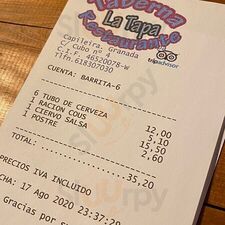 Taberna
La Tapa
Restaurante
tripadvisor
Capileira, Granada
C/ Cubo nº 4
C.I.F 46520078-W
Tlfn.618307030
CUENTA: BARRITA-6
6 TUBO DE CERVEZA 12,00
1 RACION COUS 5,10
1 CIERVO SALSA 15,50
1 POSTRE 2,60
TOTAL: 35,20
PRECIOS IVA INCLUIDO
CHA: 17 Ago 2020 23:37:20
Gracias por s